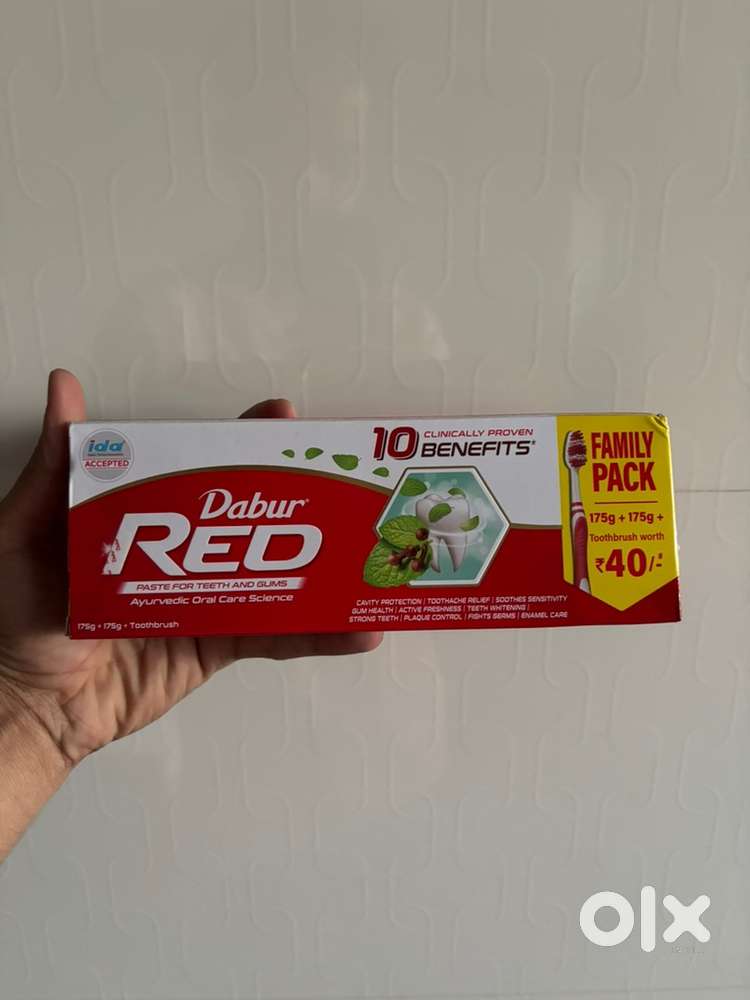 ida
ACCEPTED
10 CLINICALLY PROVEN
BENEFITS*
Dabur
RED
PASTE FOR TEETH AND GUMS
Ayurvedic Oral Care Science
175g + 175g + Toothbrush
CAVITY PROTECTION | TOOTHACHE RELIEF | SOOTHES SENSITIVITY
GUM HEALTH | ACTIVE FRESHNESS | TEETH WHITENING |
STRONG TEETH | PLAQUE CONTROL | FIGHTS GERMS | ENAMEL CARE
FAMILY
PACK
175g + 175g +
Toothbrush worth
₹40/-#
olx